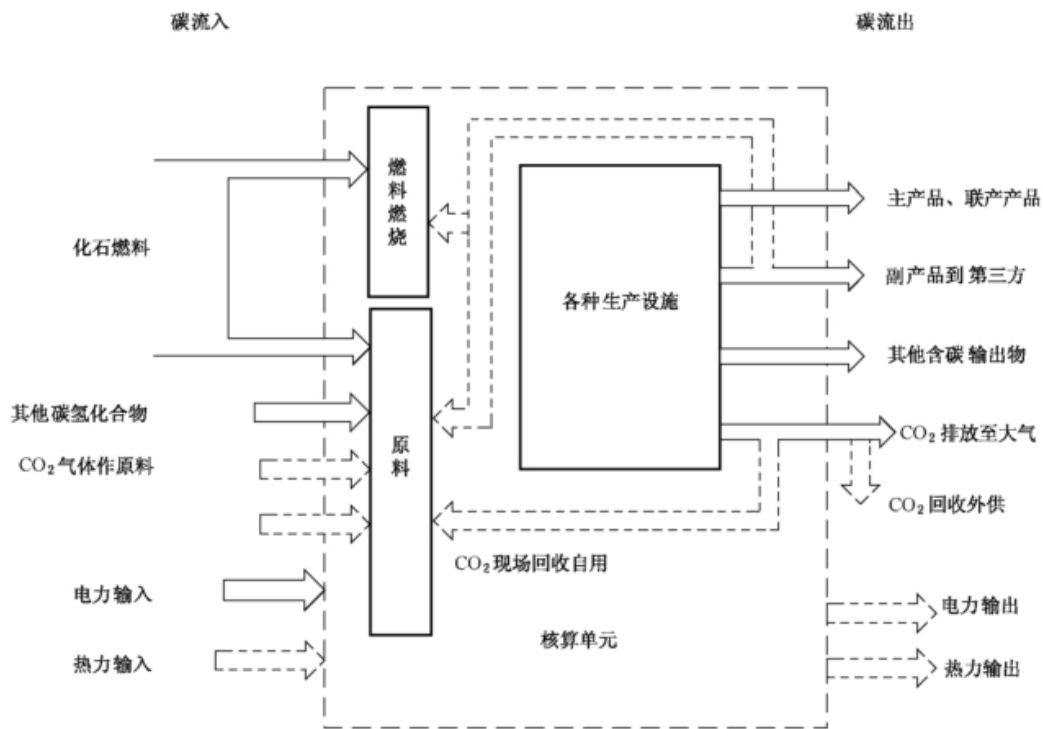 碳流入
碳流出
燃料燃烧
化石燃料
主产品、联产产品
副产品到第三方
各种生产设施
其他含碳输出物
其他碳氢化合物
原料
CO₂排放至大气
CO₂气体作原料
CO₂回收外供
CO₂现场回收自用
电力输入
电力输出
核算单元
热力输入
热力输出